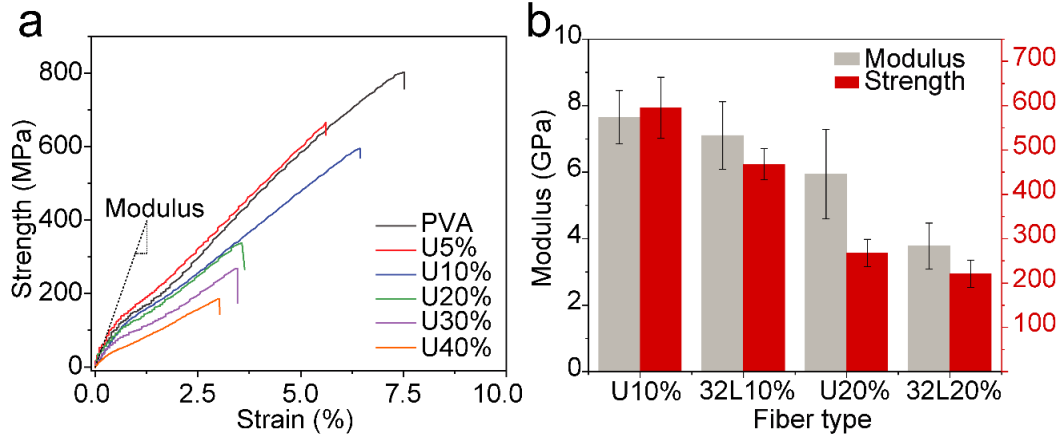 a
Strength (MPa)
800
600
400
200
0
0.0 2.5 5.0 7.5 10.0
Strain (%)
Modulus
PVA
U5%
U10%
U20%
U30%
U40%
b
Modulus (GPa)
10
8
6
4
2
0
Modulus
Strength
700
600
500
400
300
200
100
U10% 32L10% U20% 32L20%
Fiber type